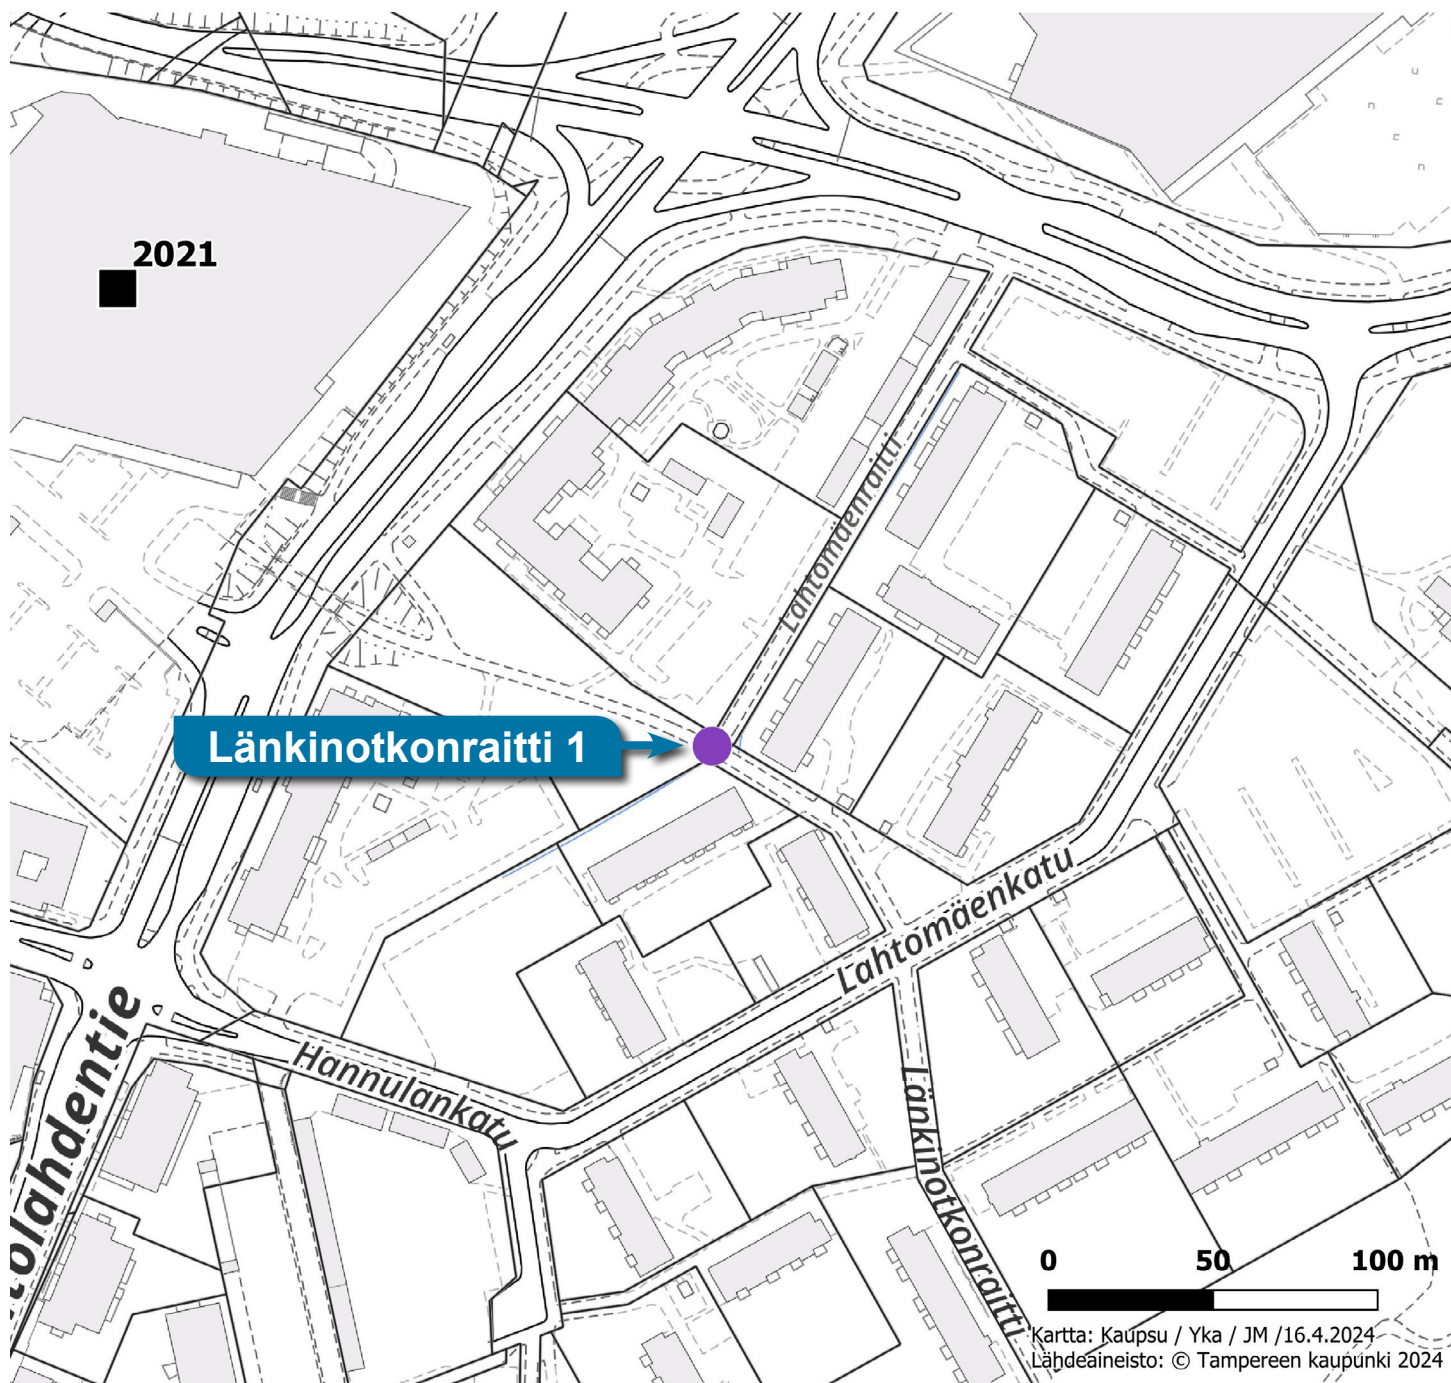 2021
Lahtomäenraitti
Länkinotkonraitti 1
Lahtomäenkatu
Hannulankatu
tolahdentie
Länkinotkonraitti
0 50 100 m
Kartta: Kaupsu / Yka / JM /16.4.2024
Lähdeaineisto: © Tampereen kaupunki 2024